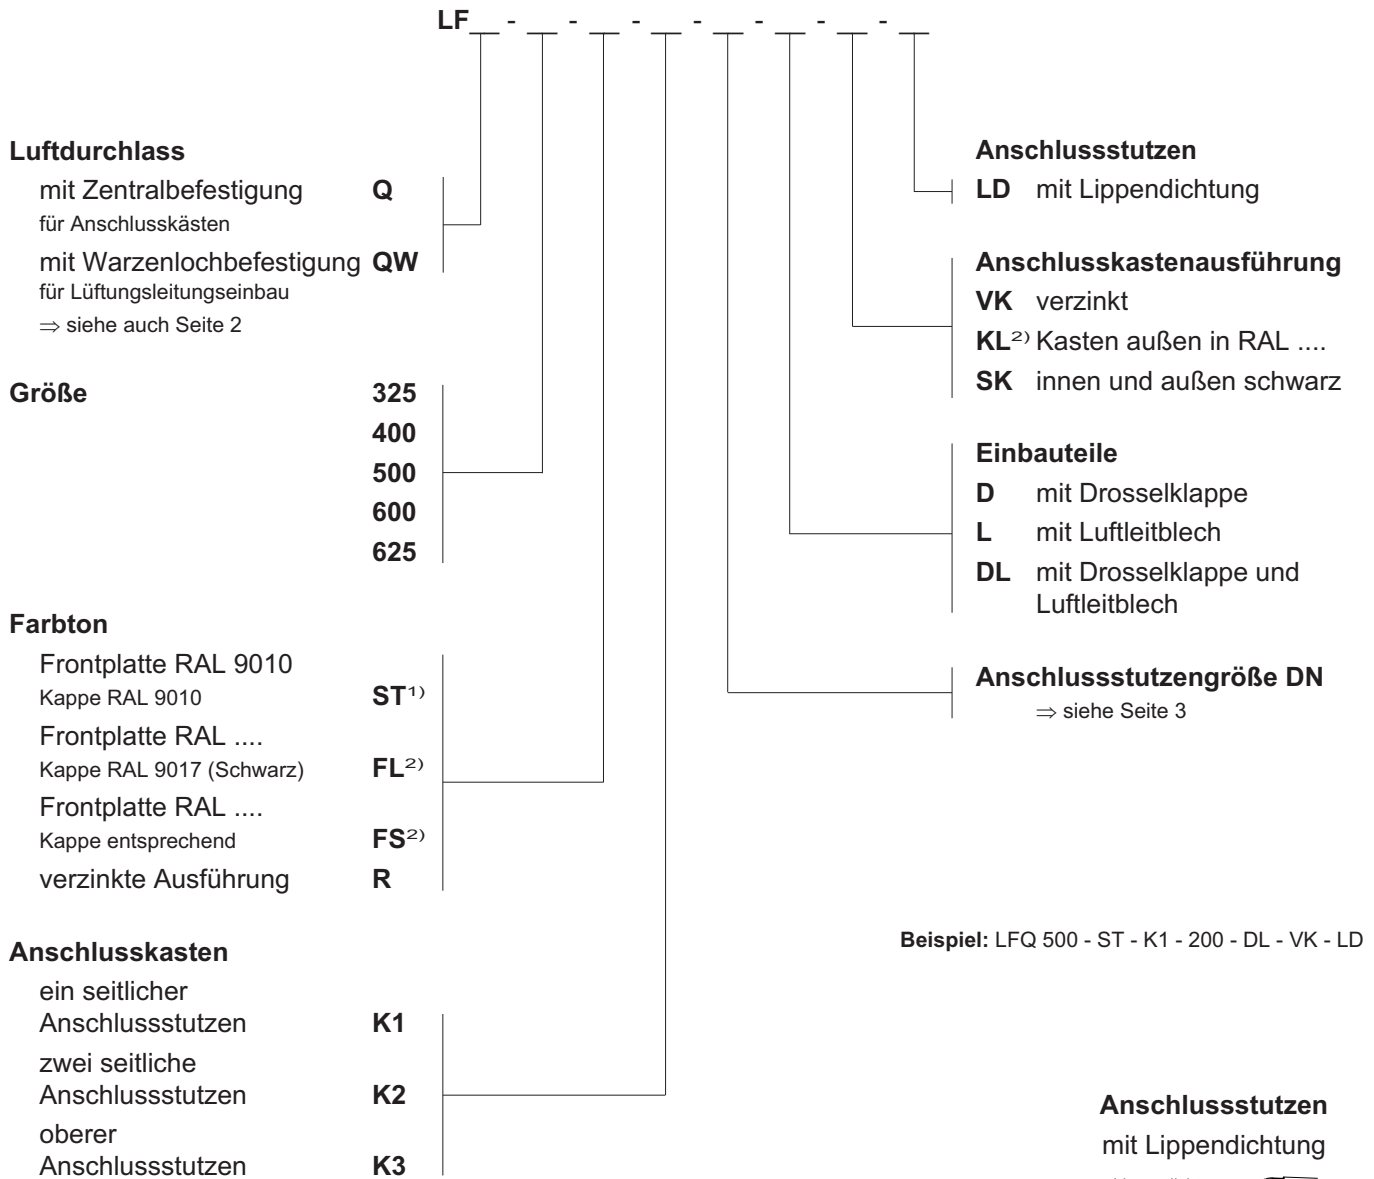 LF__ - __ - __ - __ - __ - __ - __ - __
Luftdurchlass
mit Zentralbefestigung Q
für Anschlusskästen
mit Warzenlochbefestigung QW
für Lüftungsleitungseinbau
⇒ siehe auch Seite 2
Größe 325
400
500
600
625
Farbton
Frontplatte RAL 9010
Kappe RAL 9010 ST¹⁾
Frontplatte RAL ....
Kappe RAL 9017 (Schwarz) FL²⁾
Frontplatte RAL ....
Kappe entsprechend FS²⁾
verzinkte Ausführung R
Anschlusskasten
ein seitlicher
Anschlussstutzen K1
zwei seitliche
Anschlussstutzen K2
oberer
Anschlussstutzen K3
Anschlussstutzen
LD mit Lippendichtung
Anschlusskastenausführung
VK verzinkt
KL²⁾ Kasten außen in RAL ....
SK innen und außen schwarz
Einbauteile
D mit Drosselklappe
L mit Luftleitblech
DL mit Drosselklappe und
Luftleitblech
Anschlussstutzengröße DN
⇒ siehe Seite 3
Beispiel: LFQ 500 - ST - K1 - 200 - DL - VK - LD
Anschlussstutzen
mit Lippendichtung